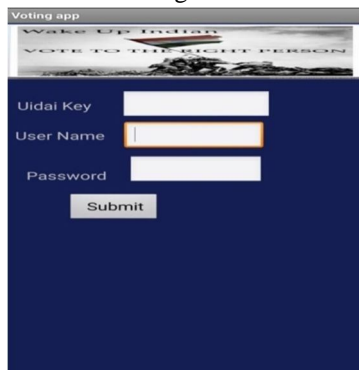 Voting app
Wake Up Indian
VOTE TO THE RIGHT PERSON
Uidai Key
User Name
Password
Submit